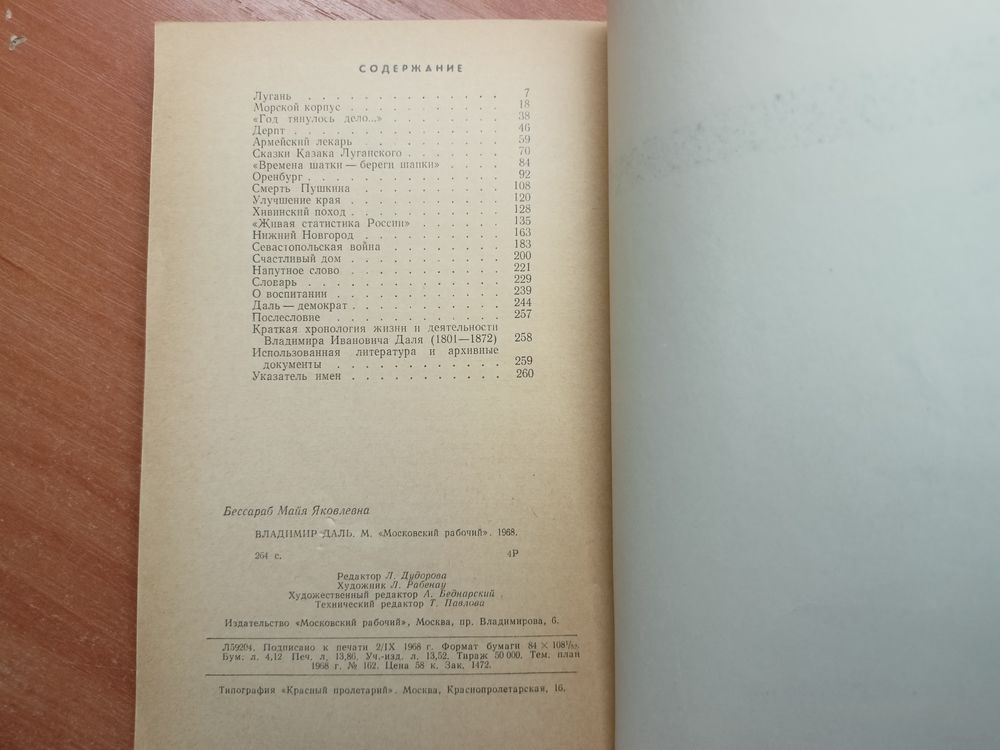 СОДЕРЖАНИЕ
Лугань . . . . . . . . . . . . . . 7
Морской корпус . . . . . . . . . . . 18
«Год тянулось дело...» . . . . . . . . 38
Дерпт . . . . . . . . . . . . . . . 46
Армейский лекарь . . . . . . . . . . 59
Сказки Казака Луганского . . . . . . . 70
«Времена шатки — береги шапки» . . . . 84
Оренбург . . . . . . . . . . . . . . 92
Смерть Пушкина . . . . . . . . . . 108
Улучшение края . . . . . . . . . . . 120
Хивинский поход . . . . . . . . . . . 128
«Живая статистика России» . . . . . . 135
Нижний Новгород . . . . . . . . . . 163
Севастопольская война . . . . . . . . 183
Счастливый дом . . . . . . . . . . . 200
Напутное слово . . . . . . . . . . . 221
Словарь . . . . . . . . . . . . . . 229
О воспитании . . . . . . . . . . . . 239
Даль — демократ . . . . . . . . . . . 244
Послесловие . . . . . . . . . . . . 257
Краткая хронология жизни и деятельности
Владимира Ивановича Даля (1801—1872) 258
Использованная литература и архивные
документы . . . . . . . . . . . . 259
Указатель имен . . . . . . . . . . . 260
Бессараб Майя Яковлевна
ВЛАДИМИР ДАЛЬ. М. «Московский рабочий». 1968.
264 с. 4Р
Редактор Л. Дудорова
Художник Л. Рабенау
Художественный редактор А. Беднарский
Технический редактор Т. Павлова
Издательство «Московский рабочий», Москва, пр. Владимирова, 6.
Л59204. Подписано к печати 2/IX 1968 г. Формат бумаги 84 × 108¹/₃₂.
Бум. л. 4,12 Печ. л. 13,86. Уч.-изд. л. 13,52. Тираж 50 000. Тем. план
1968 г. № 162. Цена 58 к. Зак. 1472.
Типография «Красный пролетарий». Москва, Краснопролетарская, 16.